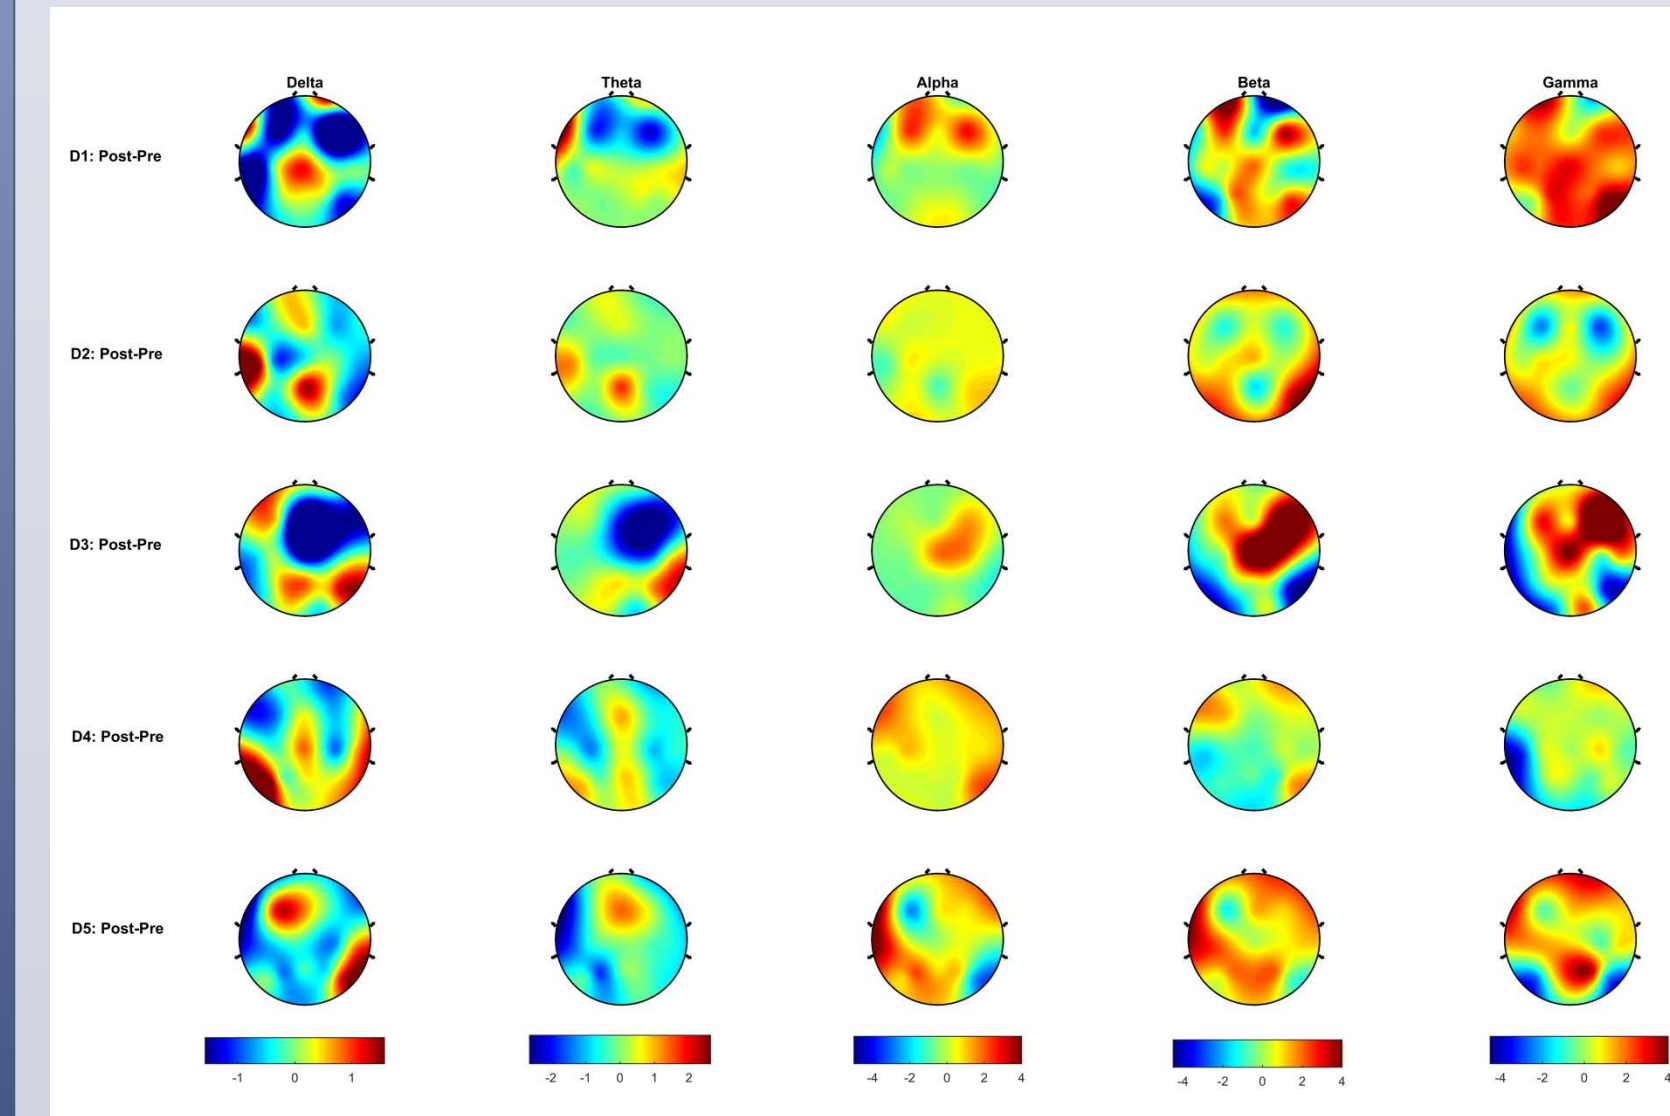 Delta Theta Alpha Beta Gamma
D1: Post-Pre
D2: Post-Pre
D3: Post-Pre
D4: Post-Pre
D5: Post-Pre
-1 0 1 -2 -1 0 1 2 -4 -2 0 2 4 -4 -2 0 2 4 -4 -2 0 2 4